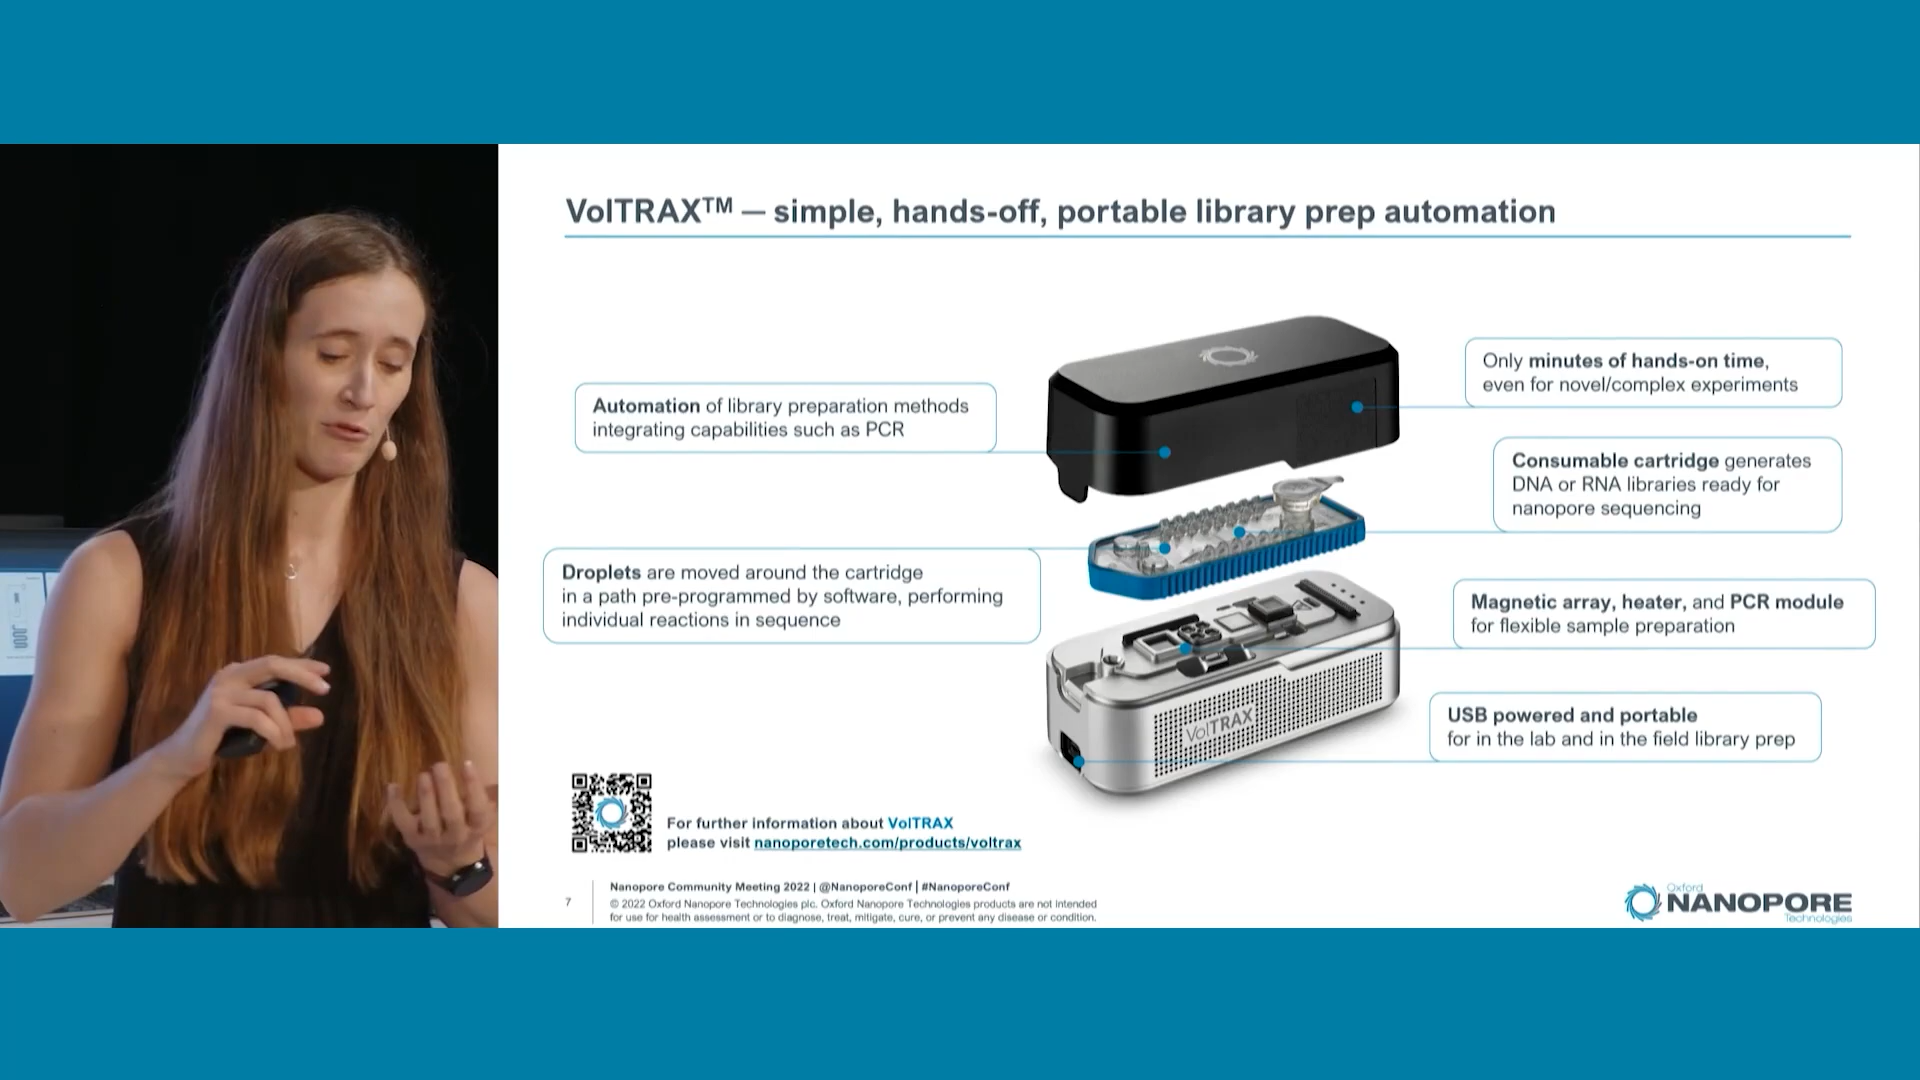 VolTRAX™ — simple, hands-off, portable library prep automation
Automation of library preparation methods
integrating capabilities such as PCR
Droplets are moved around the cartridge
in a path pre-programmed by software, performing
individual reactions in sequence
Only minutes of hands-on time,
even for novel/complex experiments
Consumable cartridge generates
DNA or RNA libraries ready for
nanopore sequencing
Magnetic array, heater, and PCR module
for flexible sample preparation
USB powered and portable
for in the lab and in the field library prep
VolTRAX
For further information about VolTRAX
please visit nanoporetech.com/products/voltrax
7
Nanopore Community Meeting 2022 | @NanoporeConf | #NanoporeConf
© 2022 Oxford Nanopore Technologies plc. Oxford Nanopore Technologies products are not intended
for use for health assessment or to diagnose, treat, mitigate, cure, or prevent any disease or condition.
Oxford
NANOPORE
Technologies